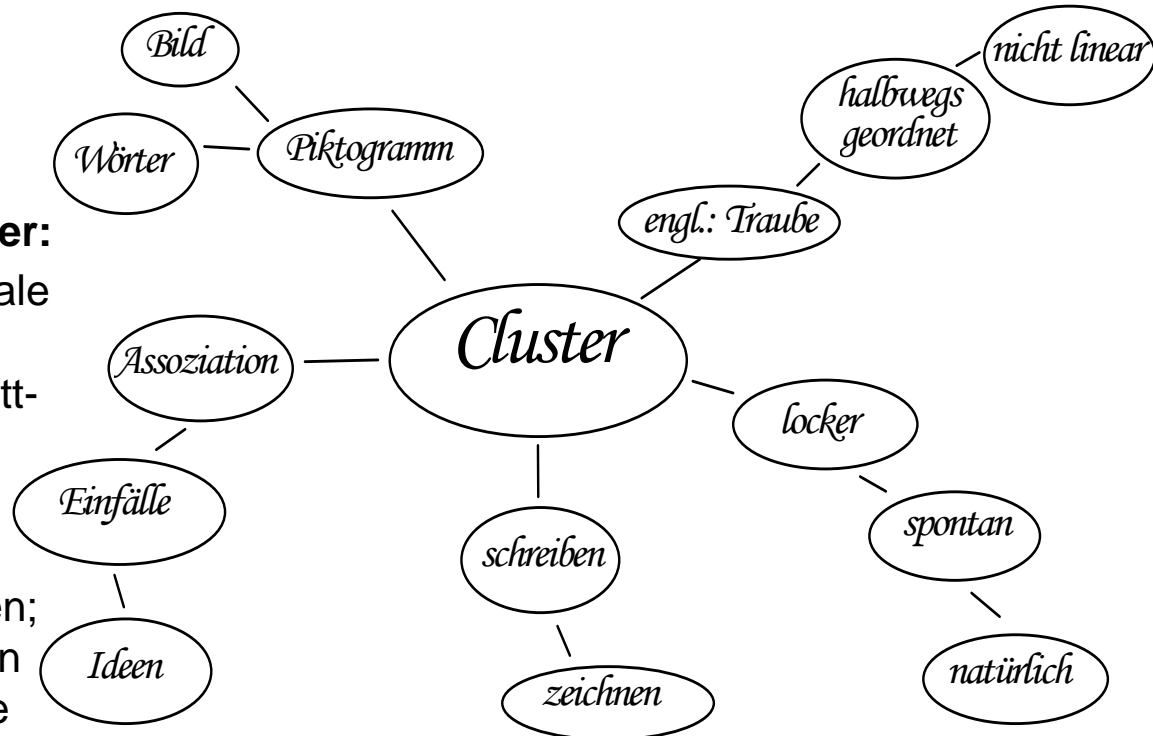 Bild
Wörter
Piktogramm
nicht linear
halbwegs
geordnet
engl.: Traube
er:
ale
tt-
en;
n
e
Cluster
Assoziation
Einfälle
Ideen
schreiben
zeichnen
locker
spontan
natürlich